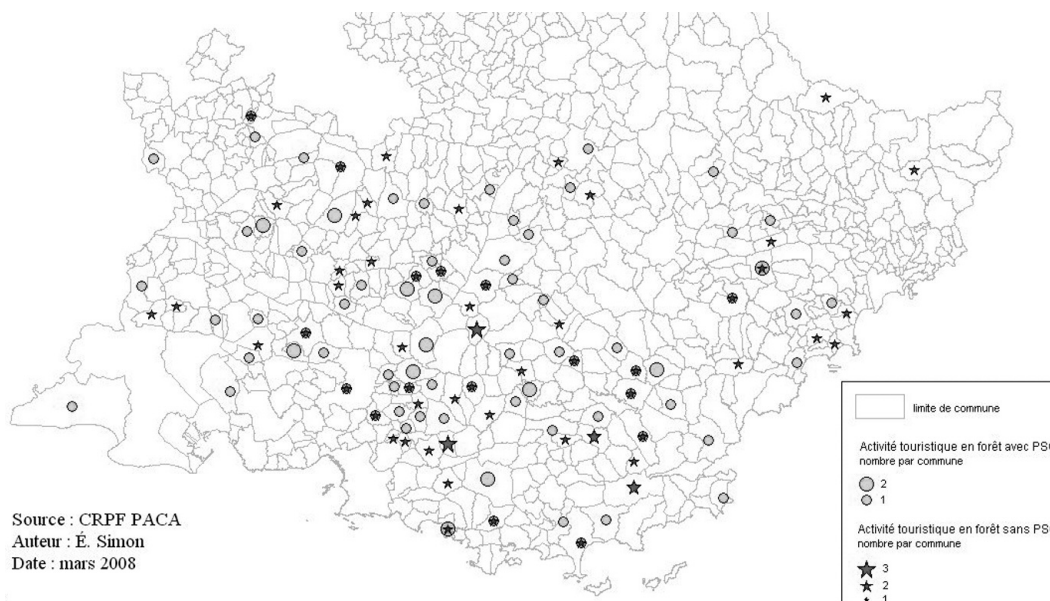 limite de commune
Activité touristique en forêt avec PS
nombre par commune
2
1
Activité touristique en forêt sans PS
nombre par commune
3
2
1
Source : CRPF PACA
Auteur : É. Simon
Date : mars 2008